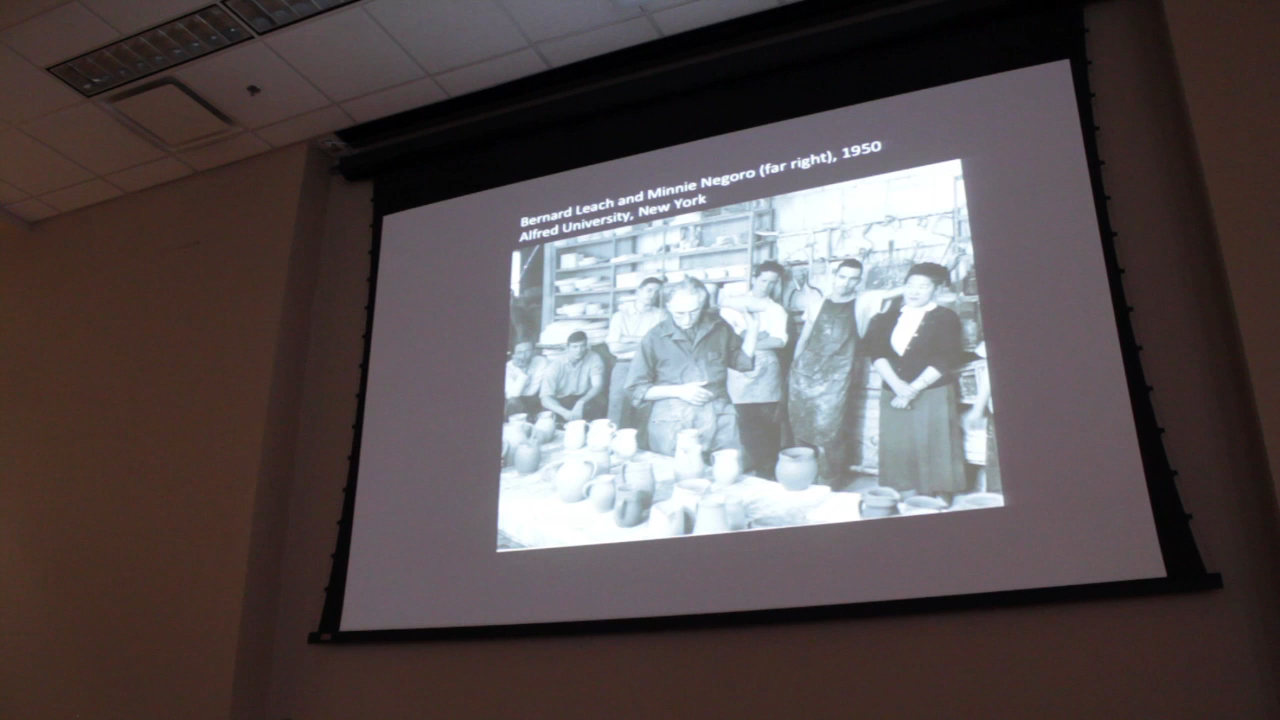 Bernard Leach and Minnie Negoro (far right), 1950
Alfred University, New York